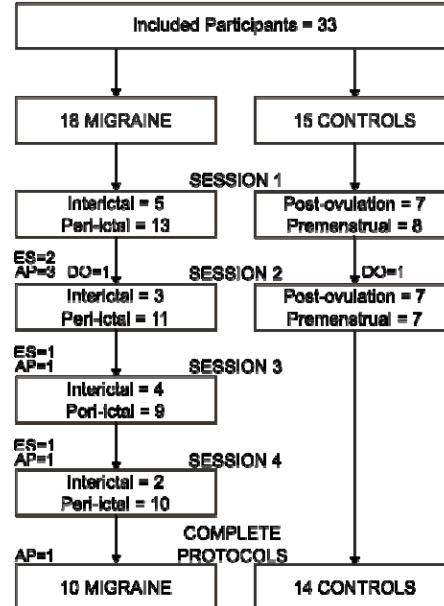 Included Participants = 33
18 MIGRAINE
15 CONTROLS
SESSION 1
Interictal = 5
Peri-ictal = 13
Post-ovulation = 7
Premenstrual = 8
ES=2
AP=3 DO=1
SESSION 2
DO=1
Interictal = 3
Peri-ictal = 11
Post-ovulation = 7
Premenstrual = 7
ES=1
AP=1
SESSION 3
Interictal = 4
Pori-ictal = 9
ES=1
AP=1
SESSION 4
Interictal = 2
Peri-ictal = 10
COMPLETE
PROTOCOLS
AP=1
10 MIGRAINE
14 CONTROLS